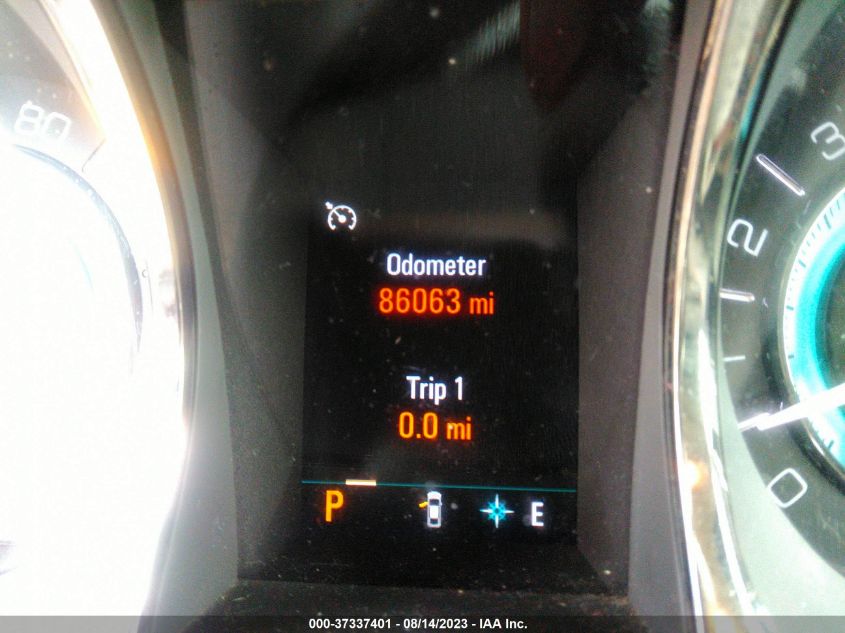 80
Odometer
86063 mi
Trip 1
0.0 mi
P
E
3
2
0
000-37337401 - 08/14/2023 - IAA Inc.